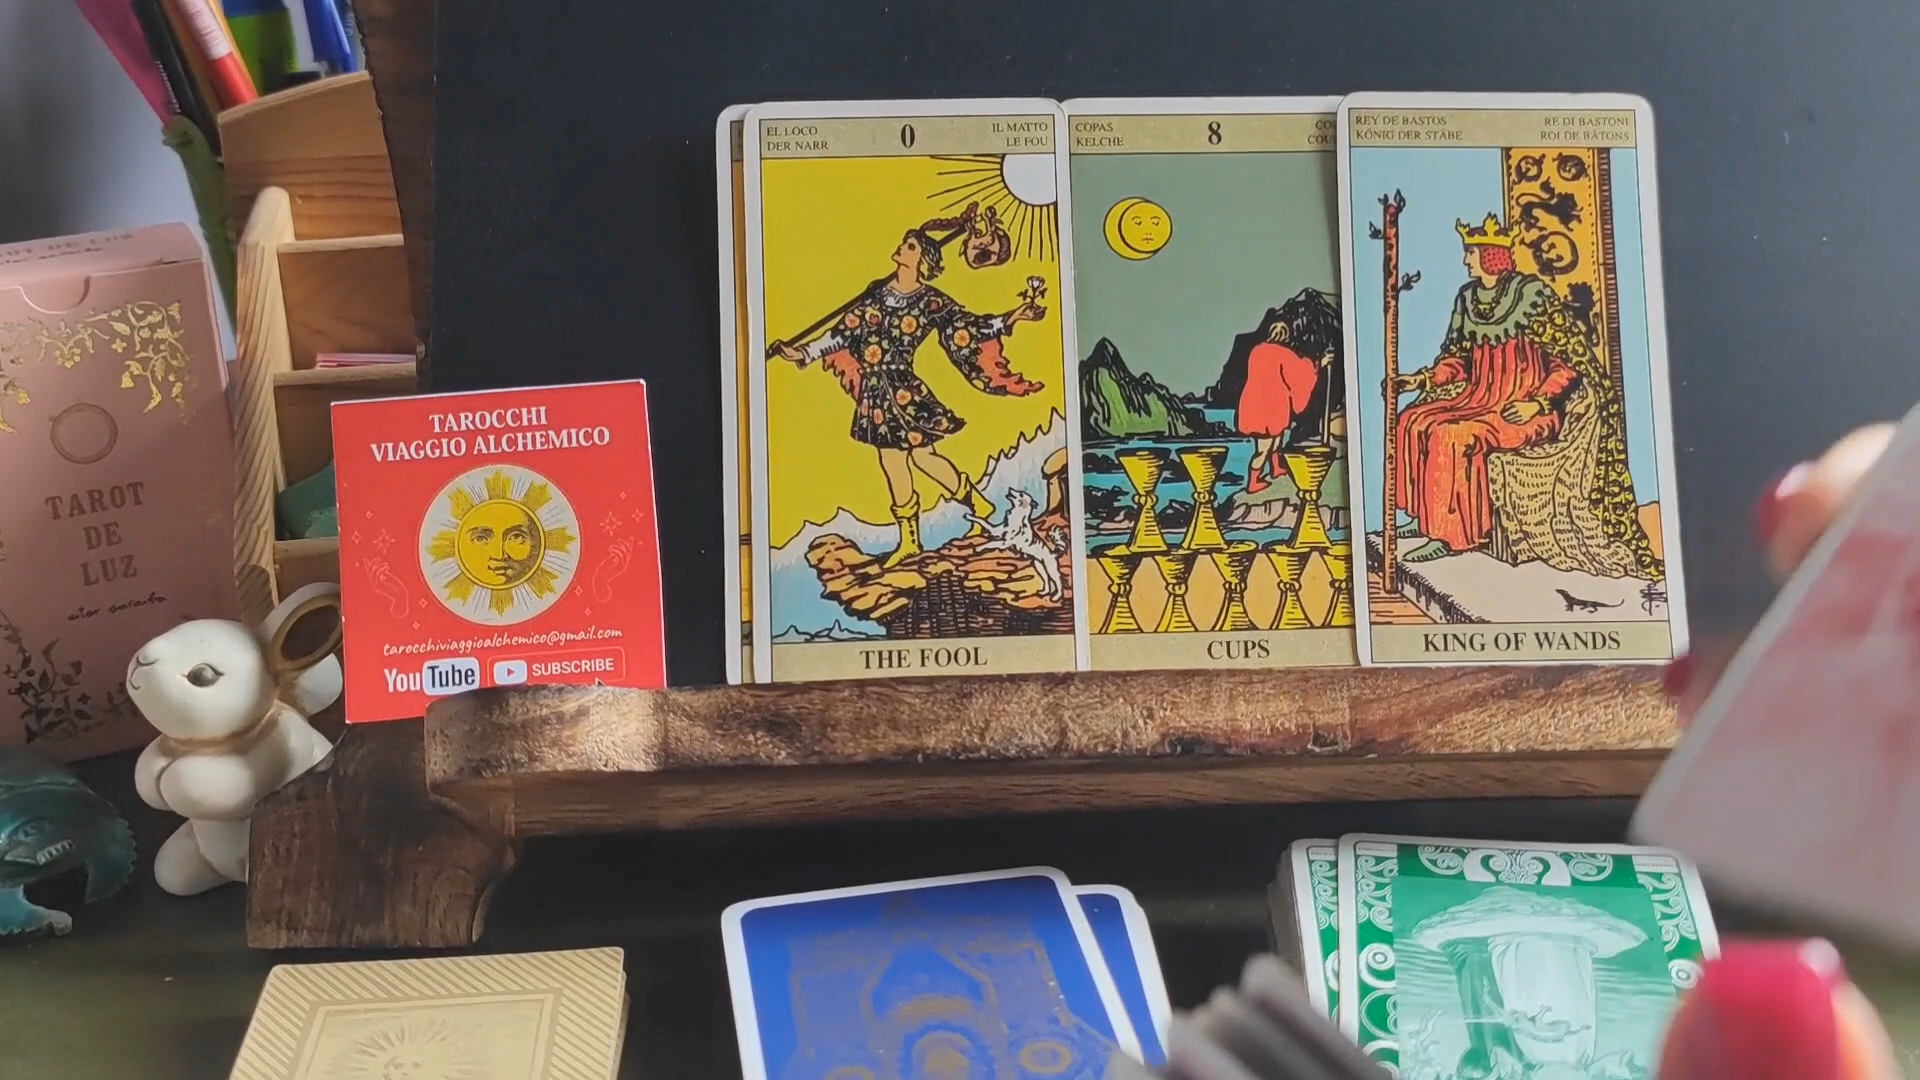 TAROT
DE
LUZ
TAROCCHI
VIAGGIO ALCHEMICO
tarocchiviaggioalchemico@gmail.com
YouTube SUBSCRIBE
EL LOCO 0 IL MATTO
DER NARR LE FOU
THE FOOL
COPAS 8
KELCHE
CUPS
REY DE BASTOS RE DI BASTONI
KÖNIG DER STÄBE ROI DE BÂTONS
KING OF WANDS